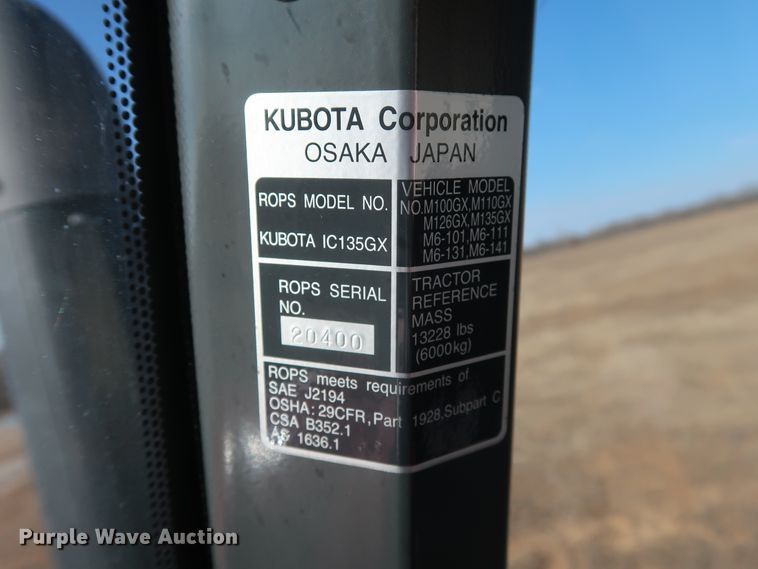 KUBOTA Corporation
OSAKA JAPAN
ROPS MODEL NO.
KUBOTA IC135GX
VEHICLE MODEL
NO.M100GX,M110GX
M126GX,M135GX
M6-101,M6-111
M6-131,M6-141
ROPS SERIAL
NO.
20400
TRACTOR
REFERENCE
MASS
13228 lbs
(6000kg)
ROPS meets requirements of
SAE J2194
OSHA:29CFR,Part 1928,Subpart C
CSA B352.1
AS 1636.1
Purple Wave Auction